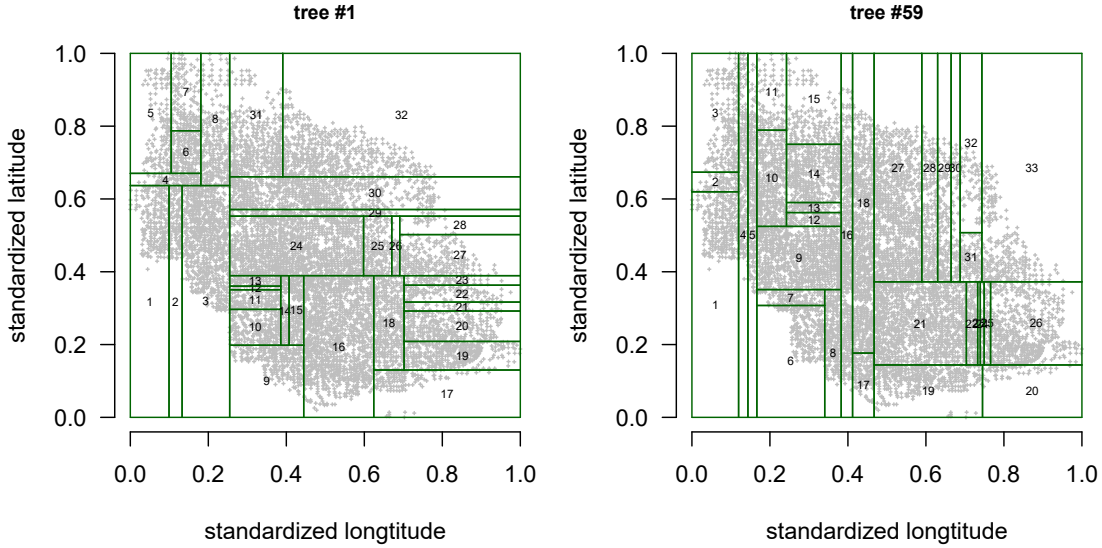 tree #1
tree #59
standardized latitude
0.0 0.2 0.4 0.6 0.8 1.0
1 2 3 4 5 6 7 8 9 10 11 12 13 14 15 16 17 18 19 20 21 22 23 24 25 26 27 28 29 30 31 32
0.0 0.2 0.4 0.6 0.8 1.0
standardized longtitude
standardized latitude
0.0 0.2 0.4 0.6 0.8 1.0
1 2 3 4 5 6 7 8 9 10 11 12 13 14 15 16 17 18 19 20 21 26 27 28 29 30 31 32 33
0.0 0.2 0.4 0.6 0.8 1.0
standardized longtitude